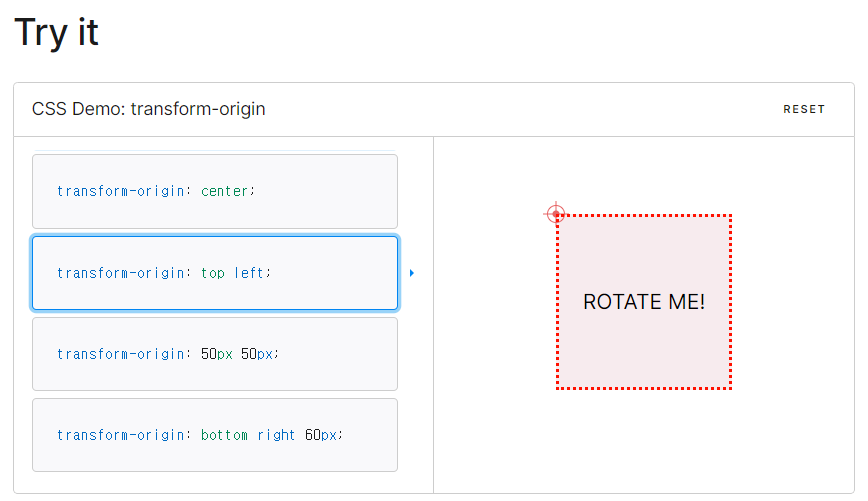 Try it
CSS Demo: transform-origin
RESET
transform-origin: center;
transform-origin: top left;
transform-origin: 50px 50px;
transform-origin: bottom right 60px;
ROTATE ME!